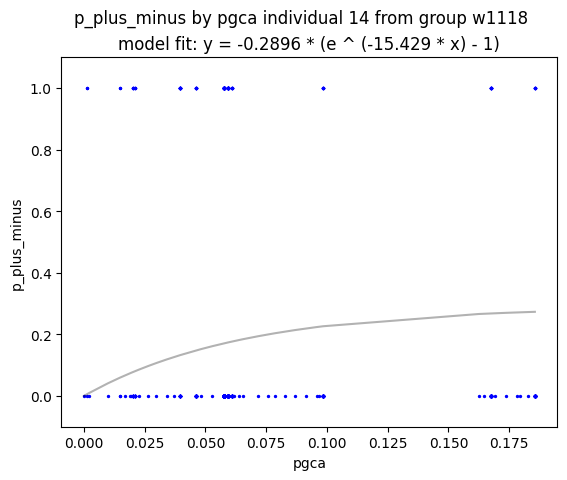 p_plus_minus by pgca individual 14 from group w1118
model fit: y = -0.2896 * (e ^ (-15.429 * x) - 1)
1.0
0.8
0.6
0.4
0.2
0.0
p_plus_minus
0.000 0.025 0.050 0.075 0.100 0.125 0.150 0.175
pgca